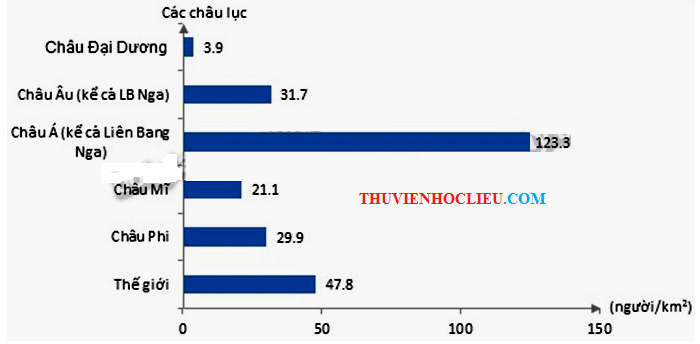 Các châu lục
Châu Đại Dương
3.9
Châu Âu (kể cả LB Nga)
31.7
Châu Á (kể cả Liên Bang
Nga)
123.3
Châu Mĩ
21.1
THUVIENHOCLIEU.COM
Châu Phi
29.9
Thế giới
47.8
0
50
100
150
(người/km²)